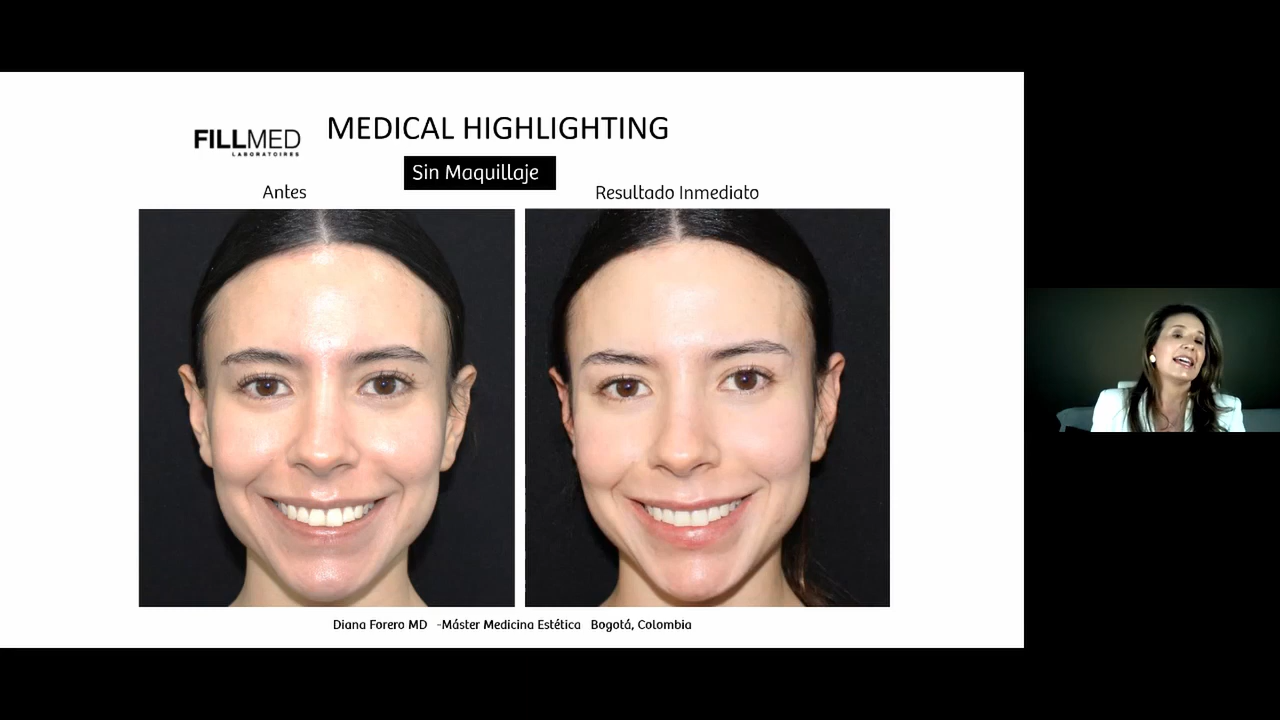 MEDICAL HIGHLIGHTING
FILLMED
LABORATOIRES
Sin Maquillaje
Antes
Resultado Inmediato
Diana Forero MD -Máster Medicina Estética Bogotá, Colombia